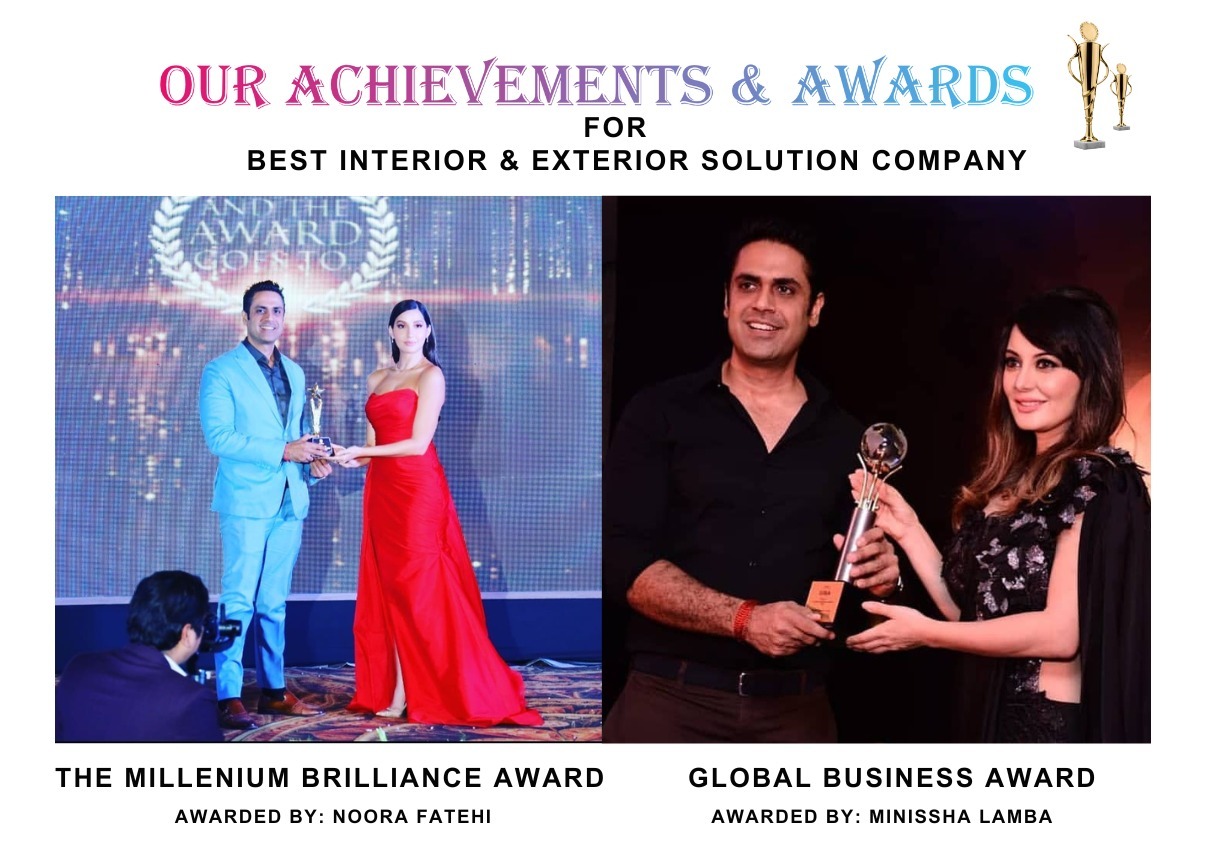 OUR ACHIEVEMENTS & AWARDS
FOR
BEST INTERIOR & EXTERIOR SOLUTION COMPANY
AND THE
AWARD
GOES TO
THE MILLENIUM BRILLIANCE AWARD
AWARDED BY: NOORA FATEHI
GLOBAL BUSINESS AWARD
AWARDED BY: MINISSHA LAMBA